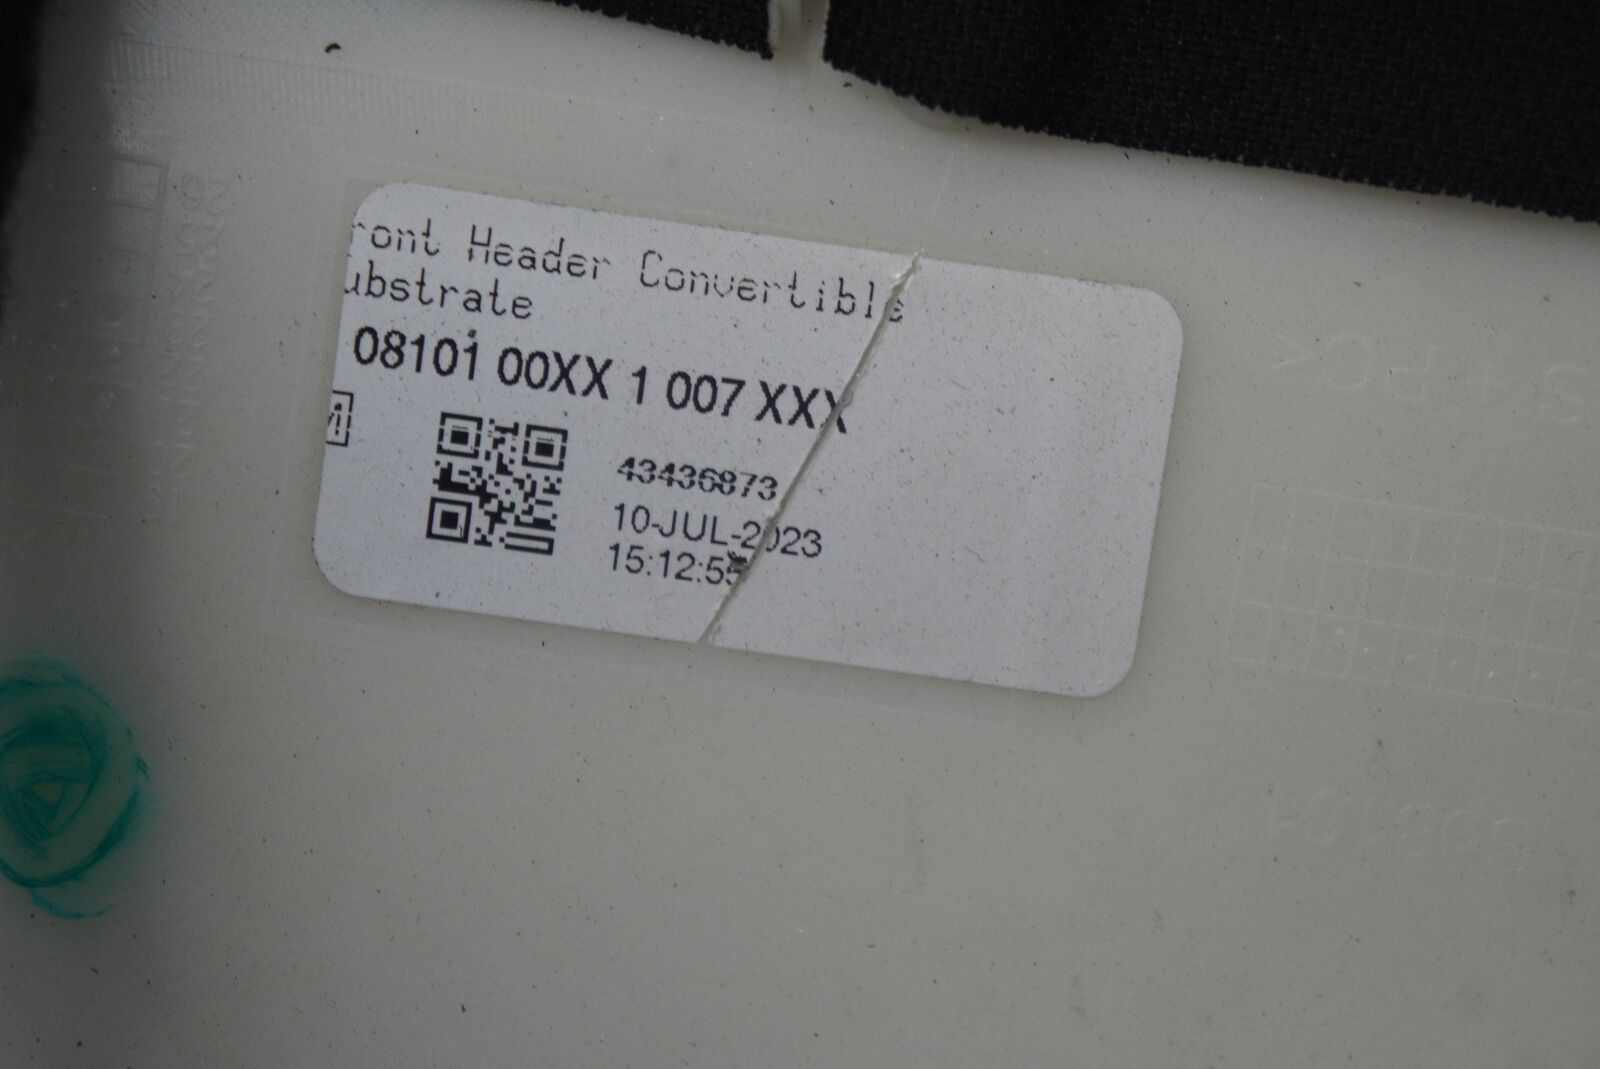 ront Header Convertible
ubstrate
08101 00XX 1 007 XXX
43436873
10-JUL-2023
15:12:55